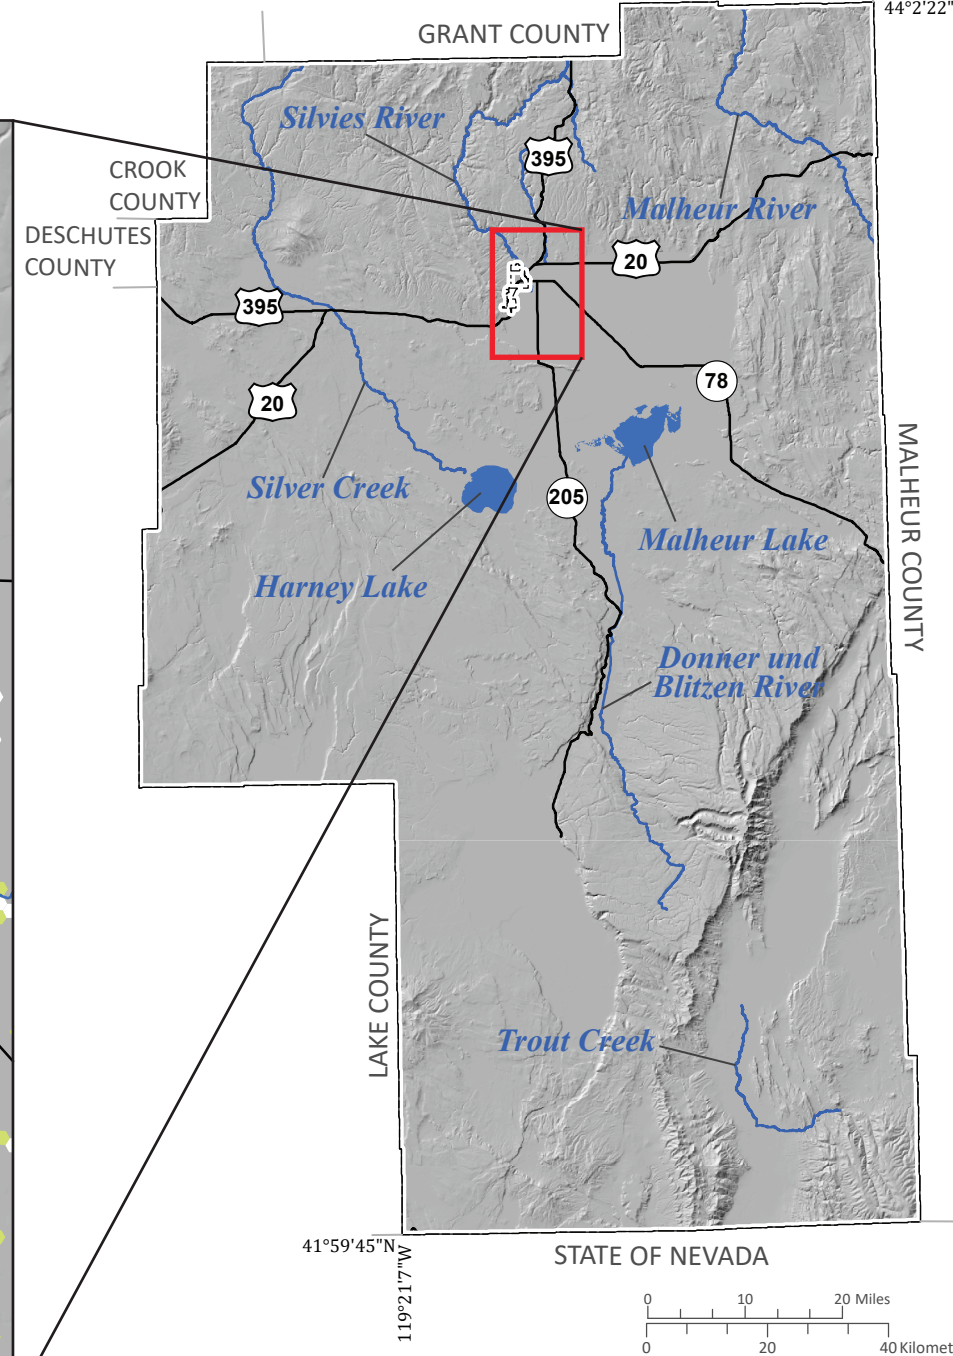 44°2'22"
GRANT COUNTY
Silvies River
395
CROOK
COUNTY
Malheur River
DESCHUTES
COUNTY
20
395
78
20
MALHEUR COUNTY
Silver Creek
205
Malheur Lake
Harney Lake
Donner und
Blitzen River
LAKE COUNTY
Trout Creek
41°59'45"N
119°21'7"W
STATE OF NEVADA
0 10 20 Miles
0 20 40 Kilomet